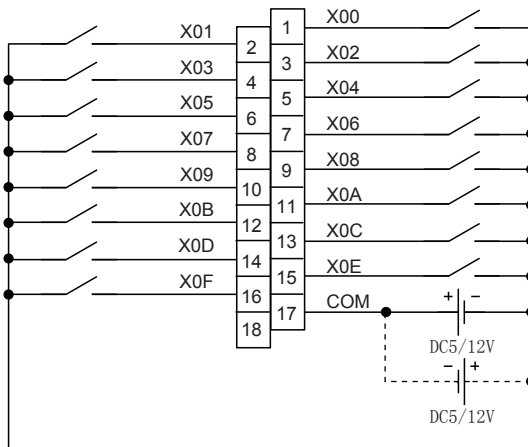 X01 2 1 X00
X03 4 3 X02
X05 6 5 X04
X07 8 7 X06
X09 10 9 X08
X0B 12 11 X0A
X0D 14 13 X0C
X0F 16 15 X0E
18 17 COM + −
DC5/12V
− +
DC5/12V